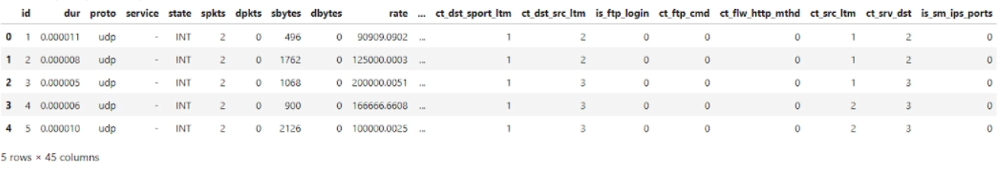 id dur proto service state spkts dpkts sbytes dbytes rate ... ct_dst_sport_ltm ct_dst_src_ltm is_ftp_login ct_ftp_cmd ct_flw_http_mthd ct_src_ltm ct_srv_dst is_sm_ips_ports
0 1 0.000011 udp - INT 2 0 496 0 90909.0902 ... 1 2 0 0 0 1 2 0
1 2 0.000008 udp - INT 2 0 1762 0 125000.0003 ... 1 2 0 0 0 1 2 0
2 3 0.000005 udp - INT 2 0 1068 0 200000.0051 ... 1 3 0 0 0 1 3 0
3 4 0.000006 udp - INT 2 0 900 0 166666.6608 ... 1 3 0 0 0 2 3 0
4 5 0.000010 udp - INT 2 0 2126 0 100000.0025 ... 1 3 0 0 0 2 3 0
5 rows × 45 columns